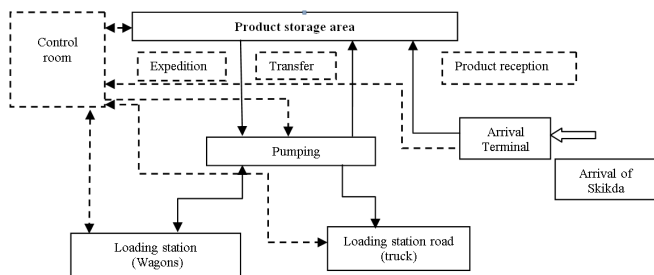 Product storage area
Control
room
Expedition
Transfer
Product reception
Arrival
Terminal
Pumping
Arrival of
Skikda
Loading station
(Wagons)
Loading station road
(truck)